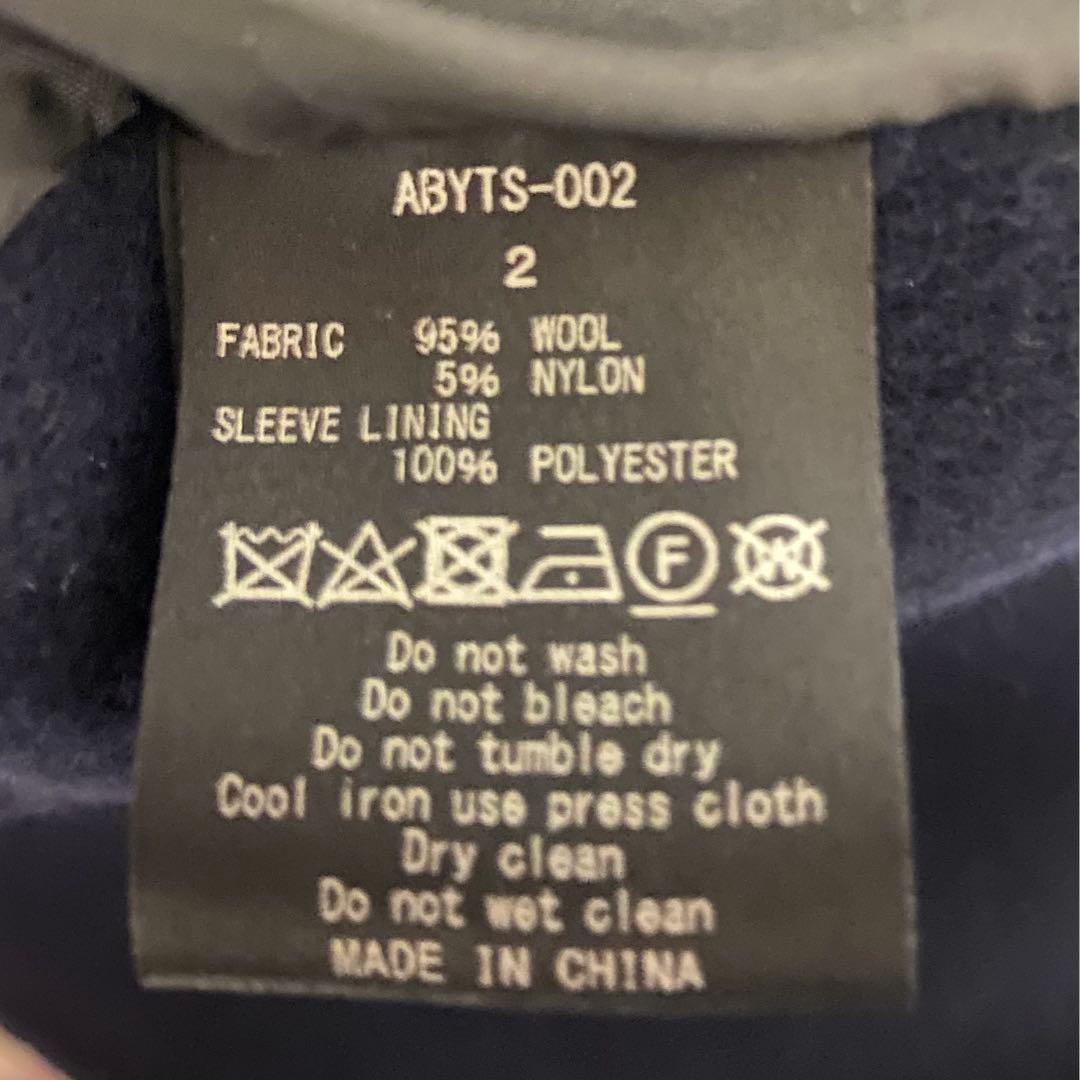 ABYTS-002
2
FABRIC 95% WOOL
5% NYLON
SLEEVE LINING
100% POLYESTER
F W
Do not wash
Do not bleach
Do not tumble dry
Cool iron use press cloth
Dry clean
Do not wet clean
MADE IN CHINA